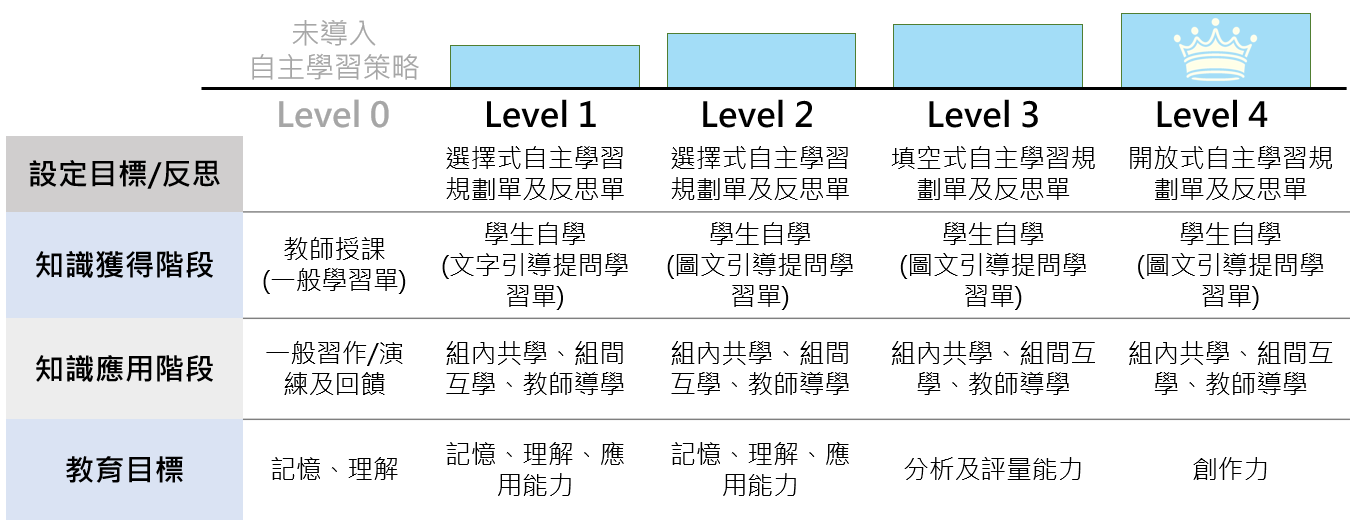 未導入
自主學習策略
Level 0
Level 1
Level 2
Level 3
Level 4
設定目標/反思
選擇式自主學習
規劃單及反思單
選擇式自主學習
規劃單及反思單
填空式自主學習規
劃單及反思單
開放式自主學習規
劃單及反思單
知識獲得階段
教師授課
(一般學習單)
學生自學
(文字引導提問學
習單)
學生自學
(圖文引導提問學
習單)
學生自學
(圖文引導提問學
習單)
學生自學
(圖文引導提問學
習單)
知識應用階段
一般習作/演
練及回饋
組內共學、組間
互學、教師導學
組內共學、組間
互學、教師導學
組內共學、組間互
學、教師導學
組內共學、組間互
學、教師導學
教育目標
記憶、理解
記憶、理解、應
用能力
記憶、理解、應
用能力
分析及評量能力
創作力